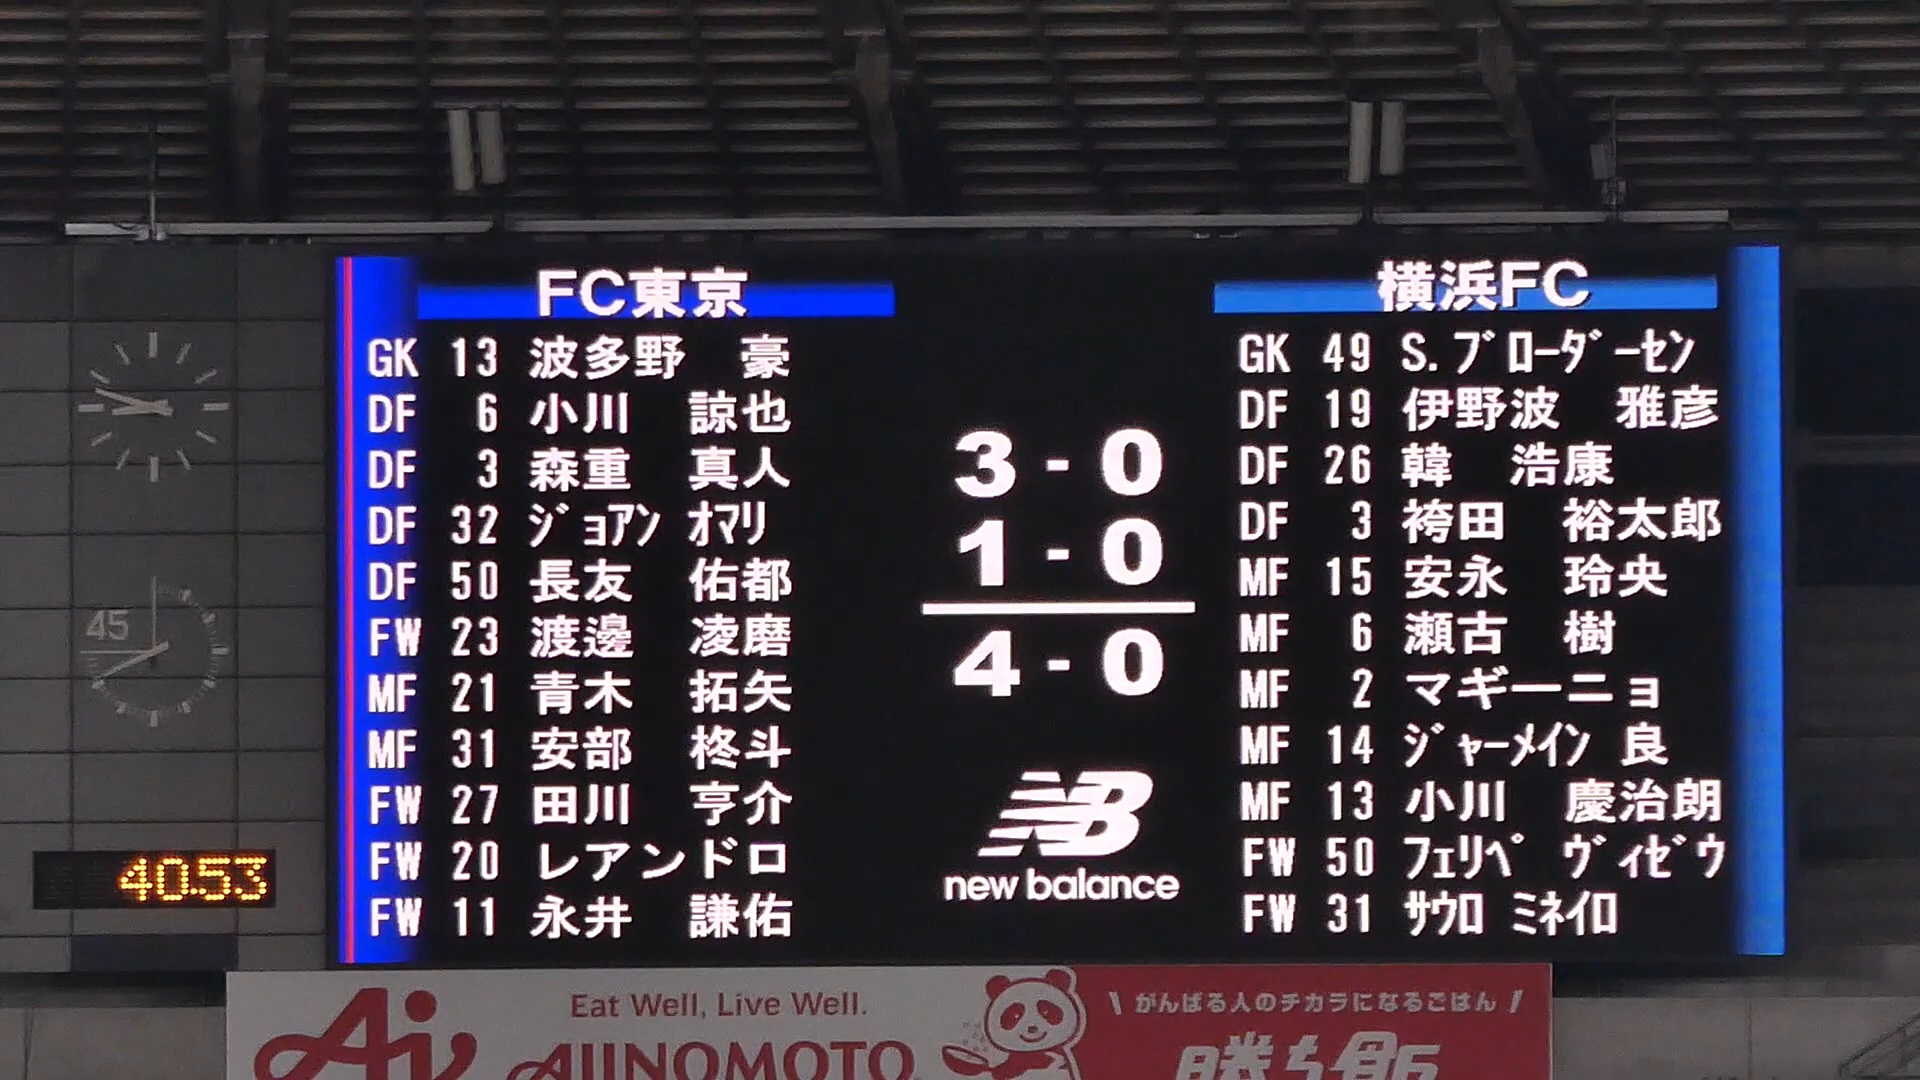 FC東京
GK 13 波多野 豪
DF 6 小川 諒也
DF 3 森重 真人
DF 32 ジョアン オマリ
DF 50 長友 佑都
FW 23 渡邊 凌磨
MF 21 青木 拓矢
MF 31 安部 柊斗
FW 27 田川 亨介
FW 20 レアンドロ
FW 11 永井 謙佑
3 - 0
1 - 0
4 - 0
new balance
横浜FC
GK 49 S.ブローダーセン
DF 19 伊野波 雅彦
DF 26 韓 浩康
DF 3 袴田 裕太郎
MF 15 安永 玲央
MF 6 瀬古 樹
MF 2 マギーニョ
MF 14 ジャーメイン 良
MF 13 小川 慶治朗
FW 50 フェリペ ヴィゼウ
FW 31 サウロ ミネイロ
45
40.53
Eat Well, Live Well.
AJINOMOTO
\ がんばる人のチカラになるごはん /
勝ち飯